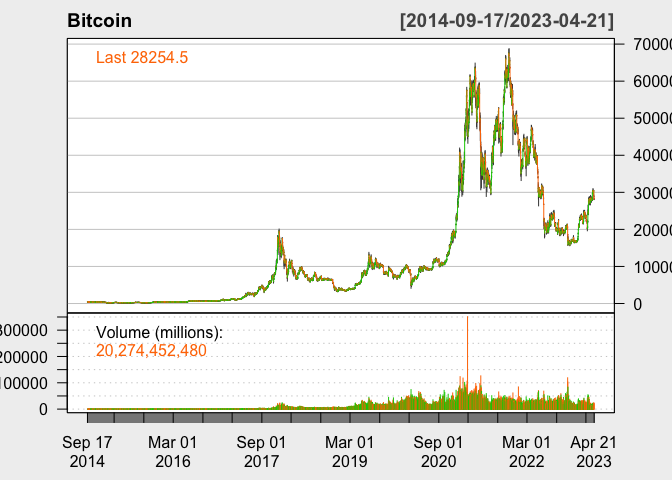 Bitcoin [2014-09-17/2023-04-21]
Last 28254.5
70000
60000
50000
40000
30000
20000
10000
0
Volume (millions):
20,274,452,480
300000
200000
100000
0
Sep 17 Mar 01 Sep 01 Mar 01 Sep 01 Mar 01 Apr 21
2014 2016 2017 2019 2020 2022 2023